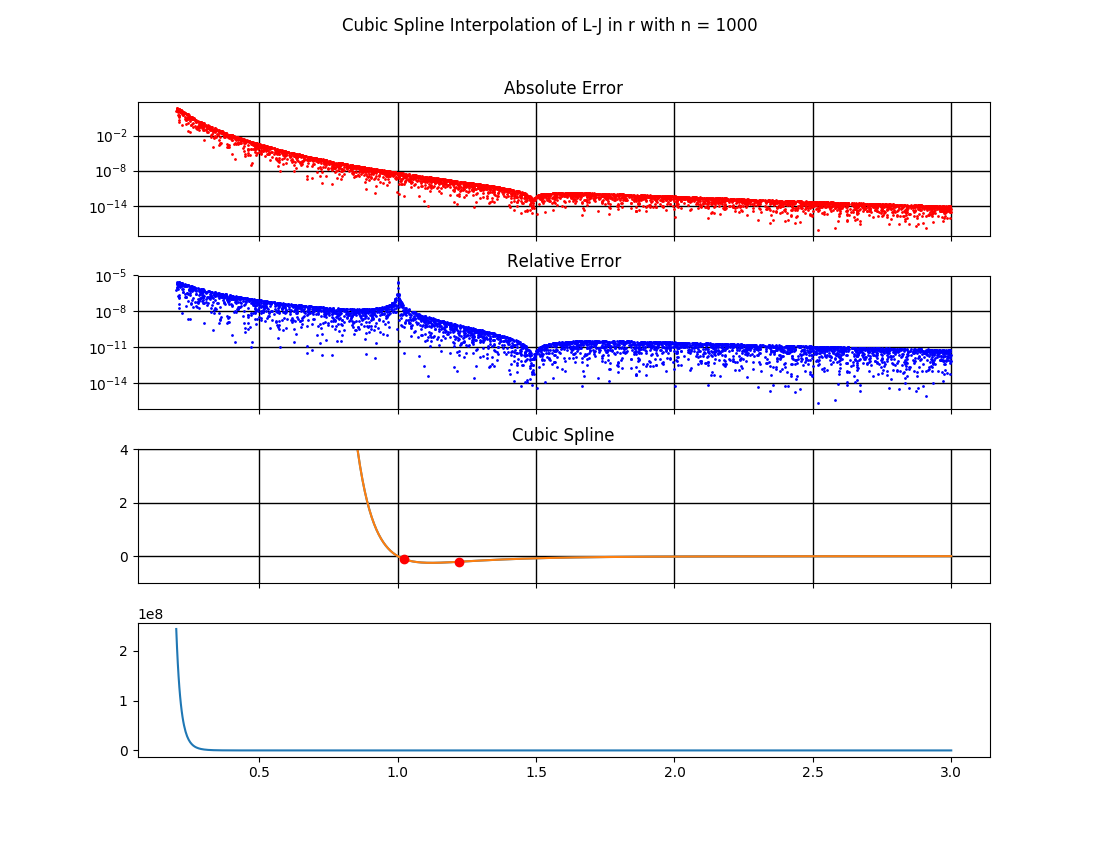 Cubic Spline Interpolation of L-J in r with n = 1000
Absolute Error
10⁻²
10⁻⁸
10⁻¹⁴
Relative Error
10⁻⁵
10⁻⁸
10⁻¹¹
10⁻¹⁴
Cubic Spline
4
2
0
1e8
2
1
0
0.5 1.0 1.5 2.0 2.5 3.0